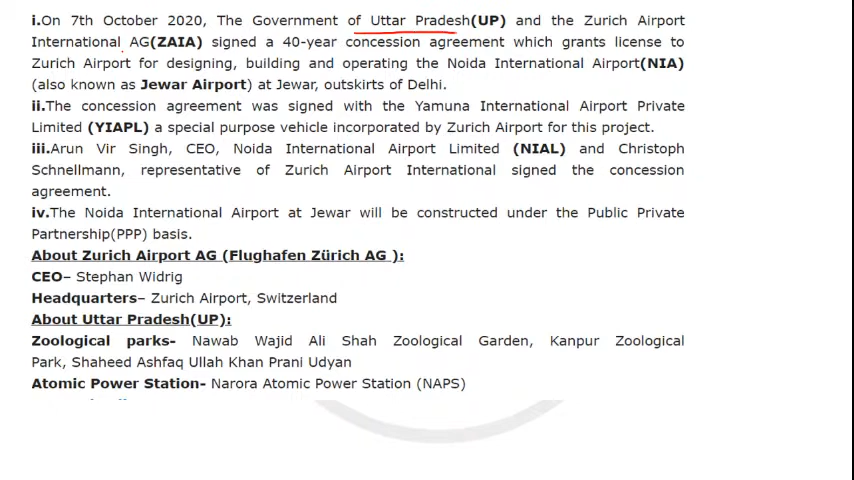 i.On 7th October 2020, The Government of Uttar Pradesh(UP) and the Zurich Airport
International AG(ZAIA) signed a 40-year concession agreement which grants license to
Zurich Airport for designing, building and operating the Noida International Airport(NIA)
(also known as Jewar Airport) at Jewar, outskirts of Delhi.
ii.The concession agreement was signed with the Yamuna International Airport Private
Limited (YIAPL) a special purpose vehicle incorporated by Zurich Airport for this project.
iii.Arun Vir Singh, CEO, Noida International Airport Limited (NIAL) and Christoph
Schnellmann, representative of Zurich Airport International signed the concession
agreement.
iv.The Noida International Airport at Jewar will be constructed under the Public Private
Partnership(PPP) basis.
About Zurich Airport AG (Flughafen Zürich AG ):
CEO– Stephan Widrig
Headquarters– Zurich Airport, Switzerland
About Uttar Pradesh(UP):
Zoological parks- Nawab Wajid Ali Shah Zoological Garden, Kanpur Zoological
Park, Shaheed Ashfaq Ullah Khan Prani Udyan
Atomic Power Station- Narora Atomic Power Station (NAPS)